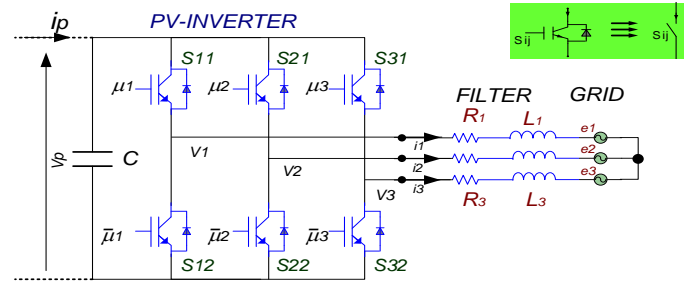 ip
PV-INVERTER
Sij
Sij
S11
S21
S31
μ1
μ2
μ3
FILTER
GRID
R1
L1
e1
i1
Vp
C
V1
V2
i2
e2
V3
i3
e3
R3
L3
μ̅1
μ̅2
μ̅3
S12
S22
S32